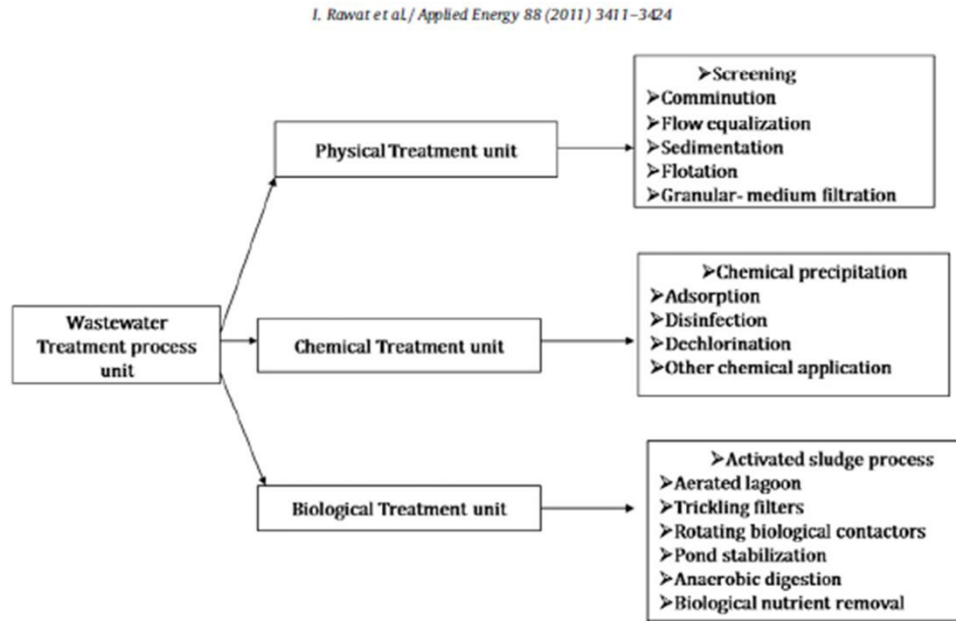 I. Rawat et al. / Applied Energy 88 (2011) 3411–3424
Physical Treatment unit
➢Screening
➢Comminution
➢Flow equalization
➢Sedimentation
➢Flotation
➢Granular- medium filtration
Wastewater
Treatment process
unit
Chemical Treatment unit
➢Chemical precipitation
➢Adsorption
➢Disinfection
➢Dechlorination
➢Other chemical application
Biological Treatment unit
➢Activated sludge process
➢Aerated lagoon
➢Trickling filters
➢Rotating biological contactors
➢Pond stabilization
➢Anaerobic digestion
➢Biological nutrient removal